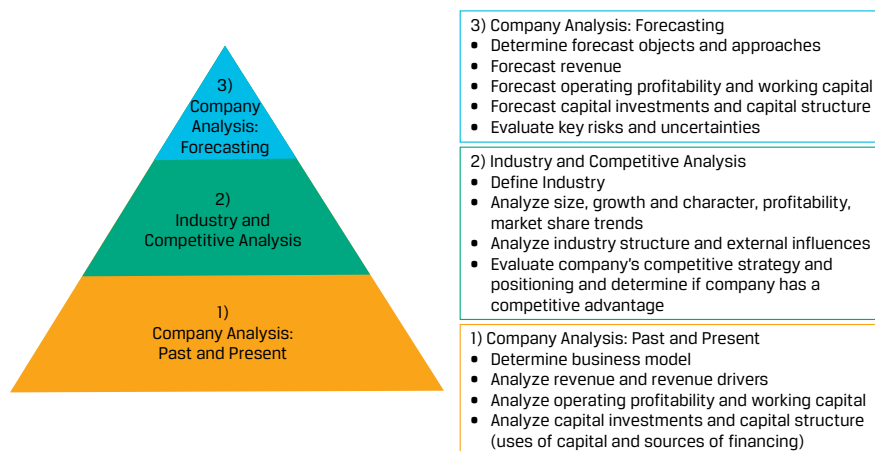 3)
Company
Analysis:
Forecasting
2)
Industry and
Competitive Analysis
1)
Company Analysis:
Past and Present
3) Company Analysis: Forecasting
• Determine forecast objects and approaches
• Forecast revenue
• Forecast operating profitability and working capital
• Forecast capital investments and capital structure
• Evaluate key risks and uncertainties
2) Industry and Competitive Analysis
• Define Industry
• Analyze size, growth and character, profitability,
market share trends
• Analyze industry structure and external influences
• Evaluate company's competitive strategy and
positioning and determine if company has a
competitive advantage
1) Company Analysis: Past and Present
• Determine business model
• Analyze revenue and revenue drivers
• Analyze operating profitability and working capital
• Analyze capital investments and capital structure
(uses of capital and sources of financing)